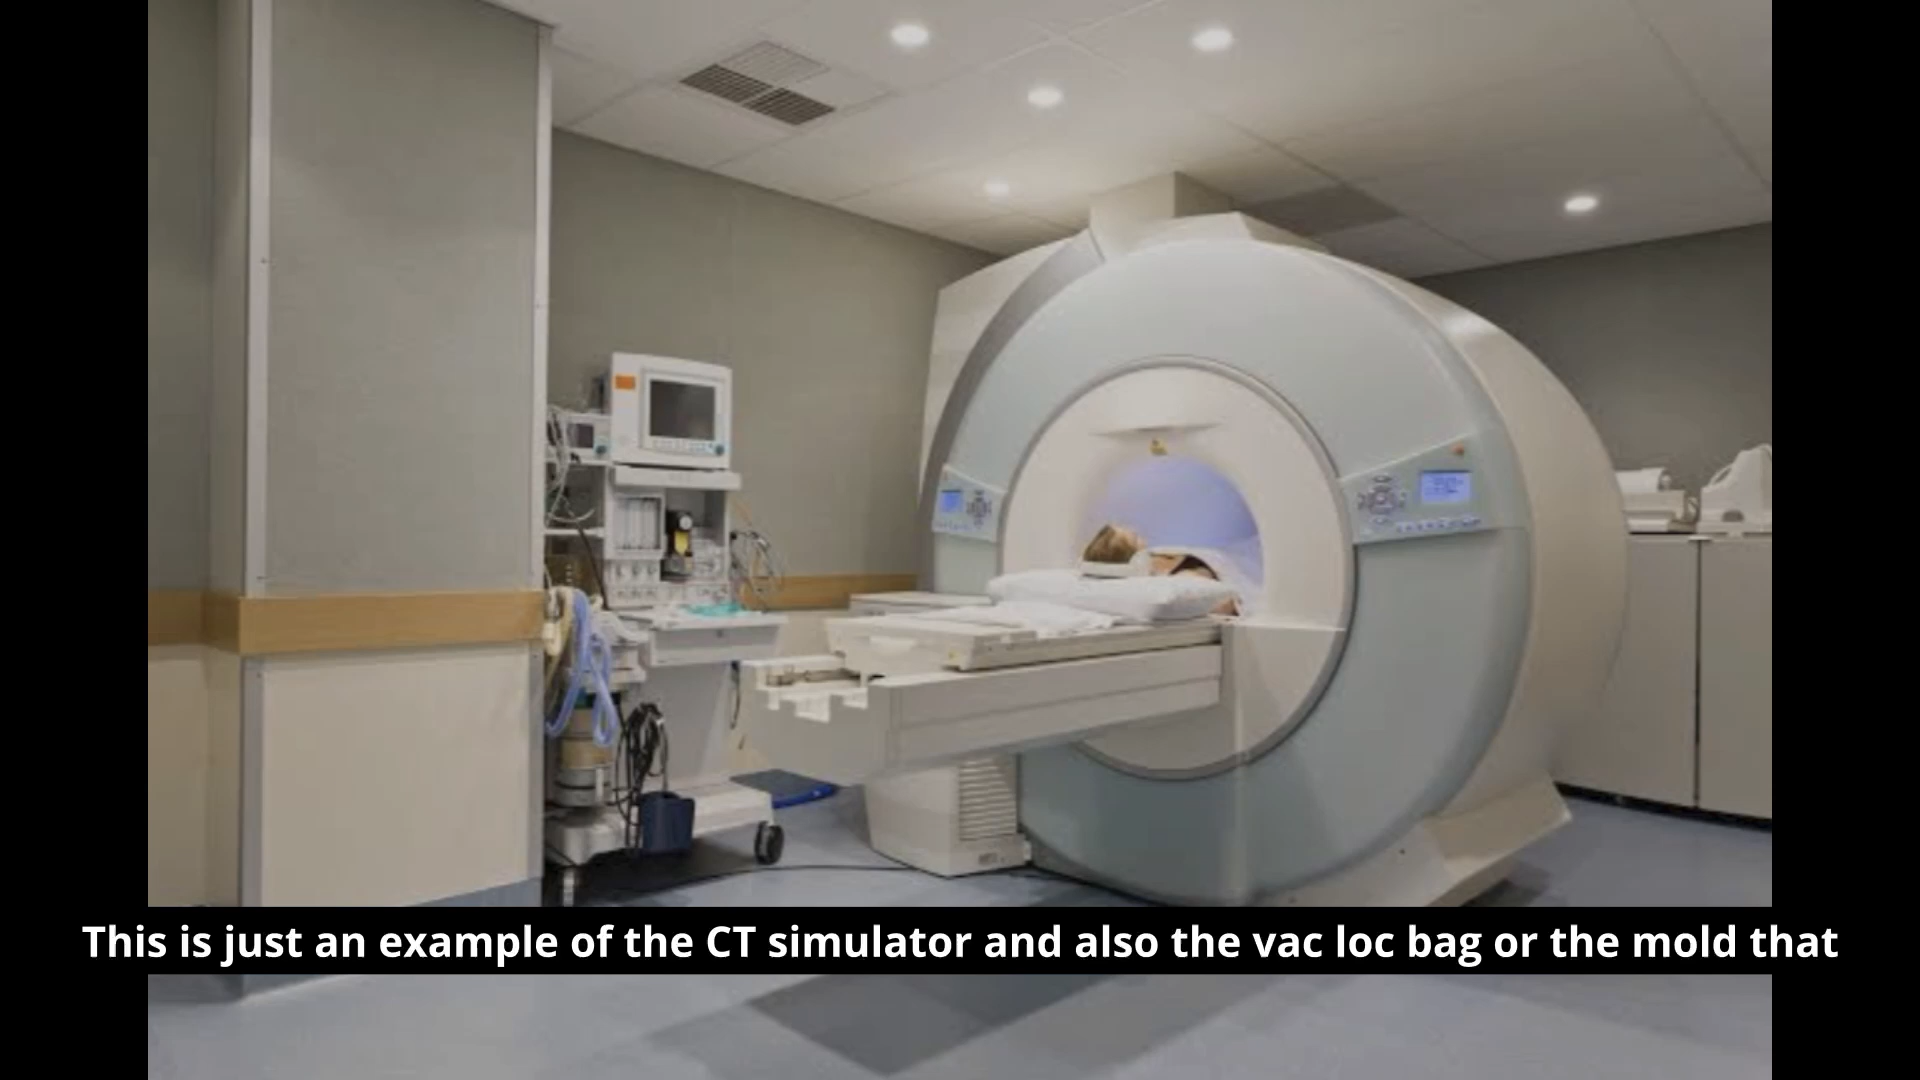 This is just an example of the CT simulator and also the vac loc bag or the mold that